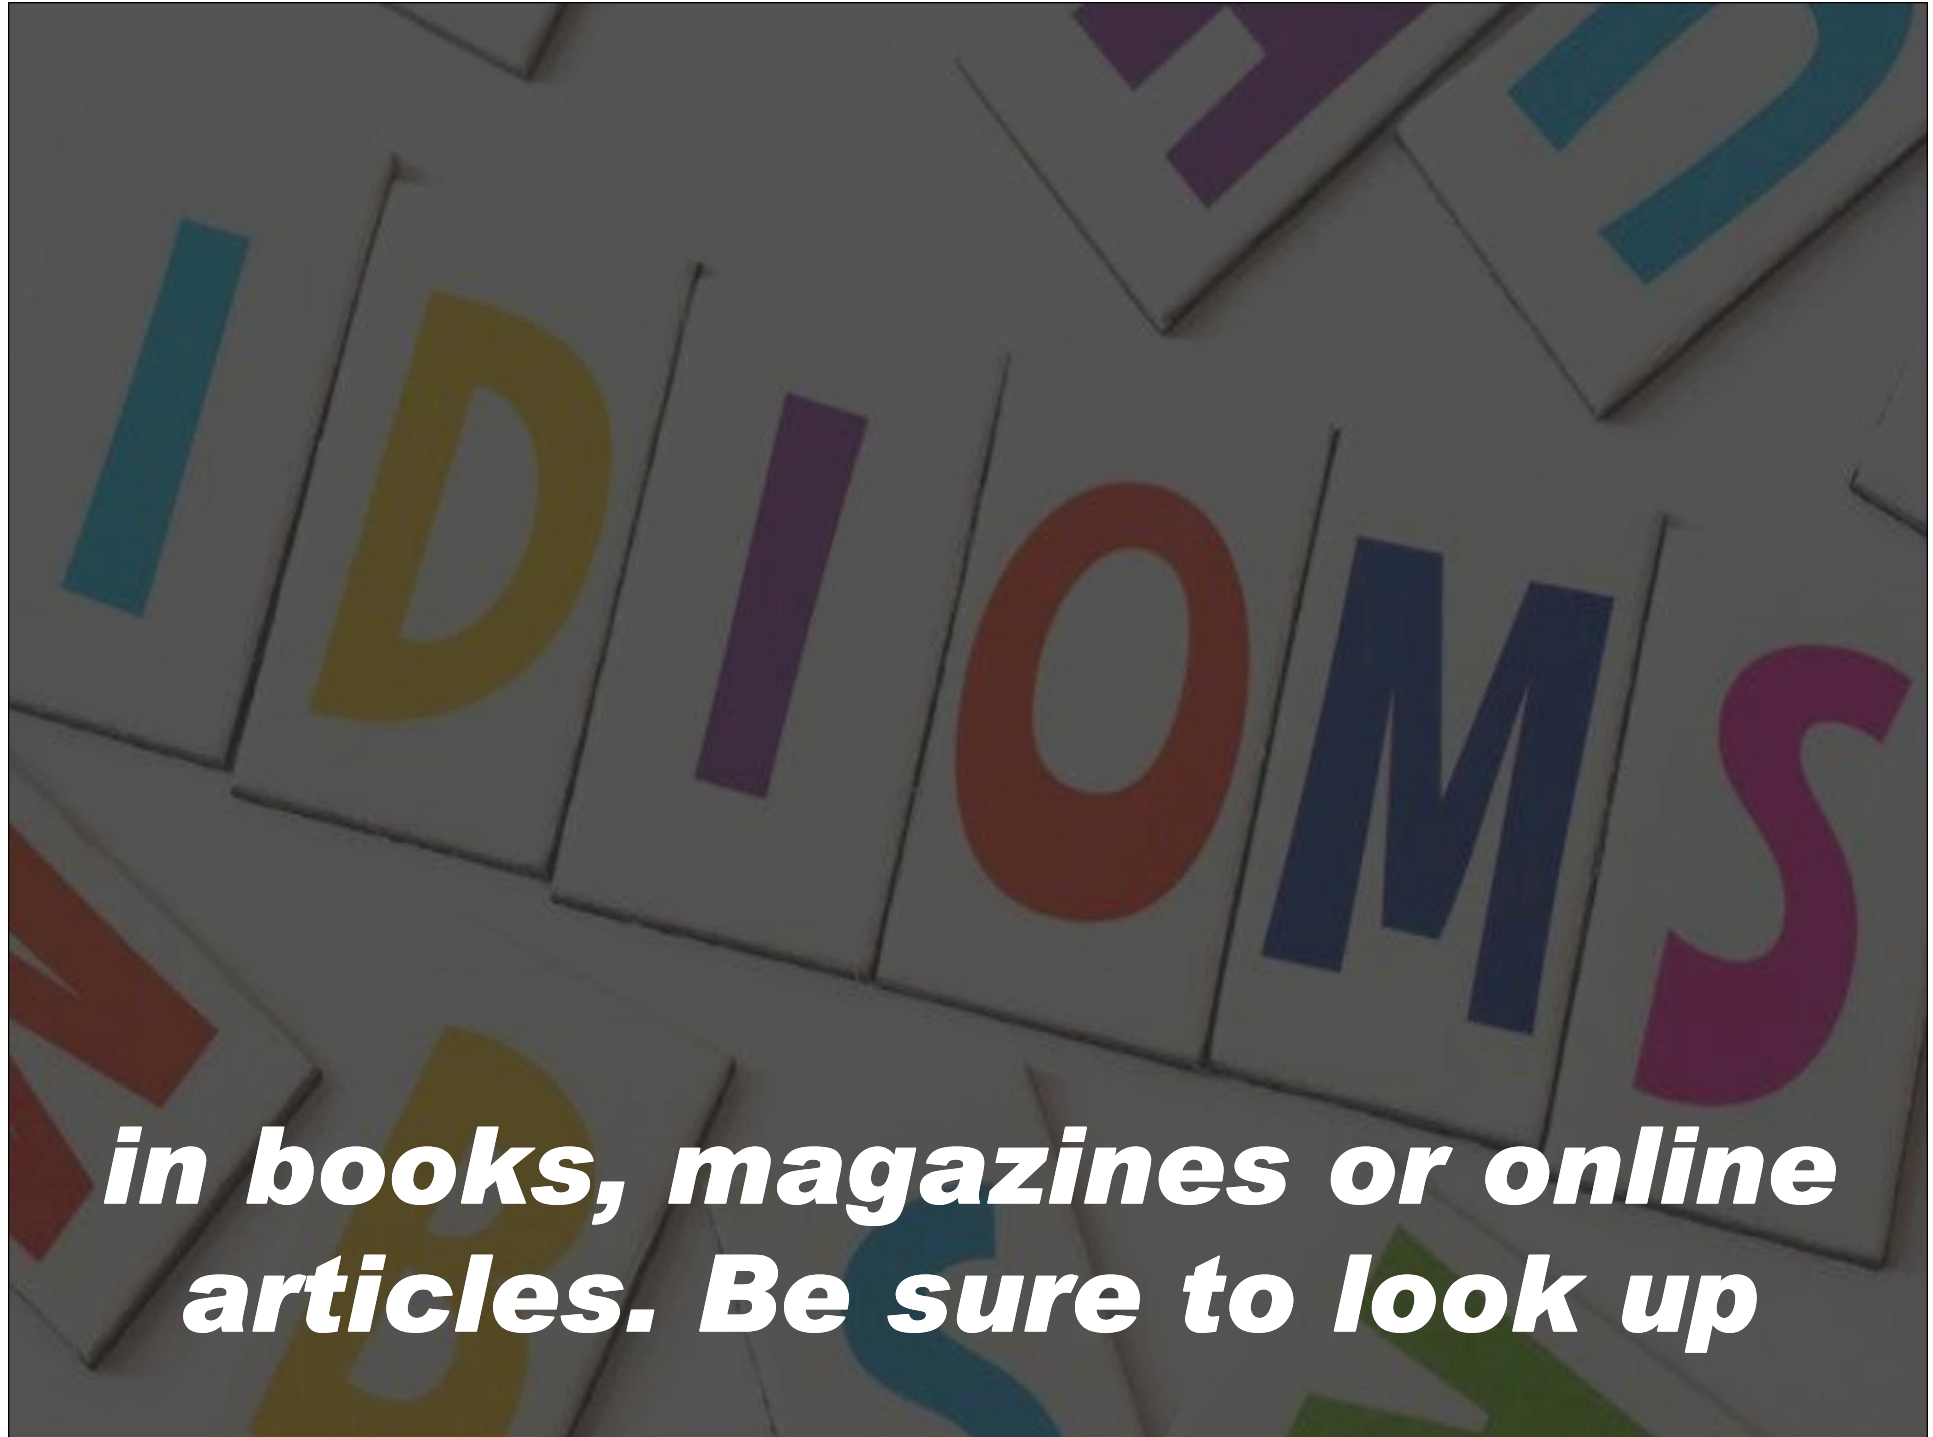 IDIOMS
in books, magazines or online
articles. Be sure to look up